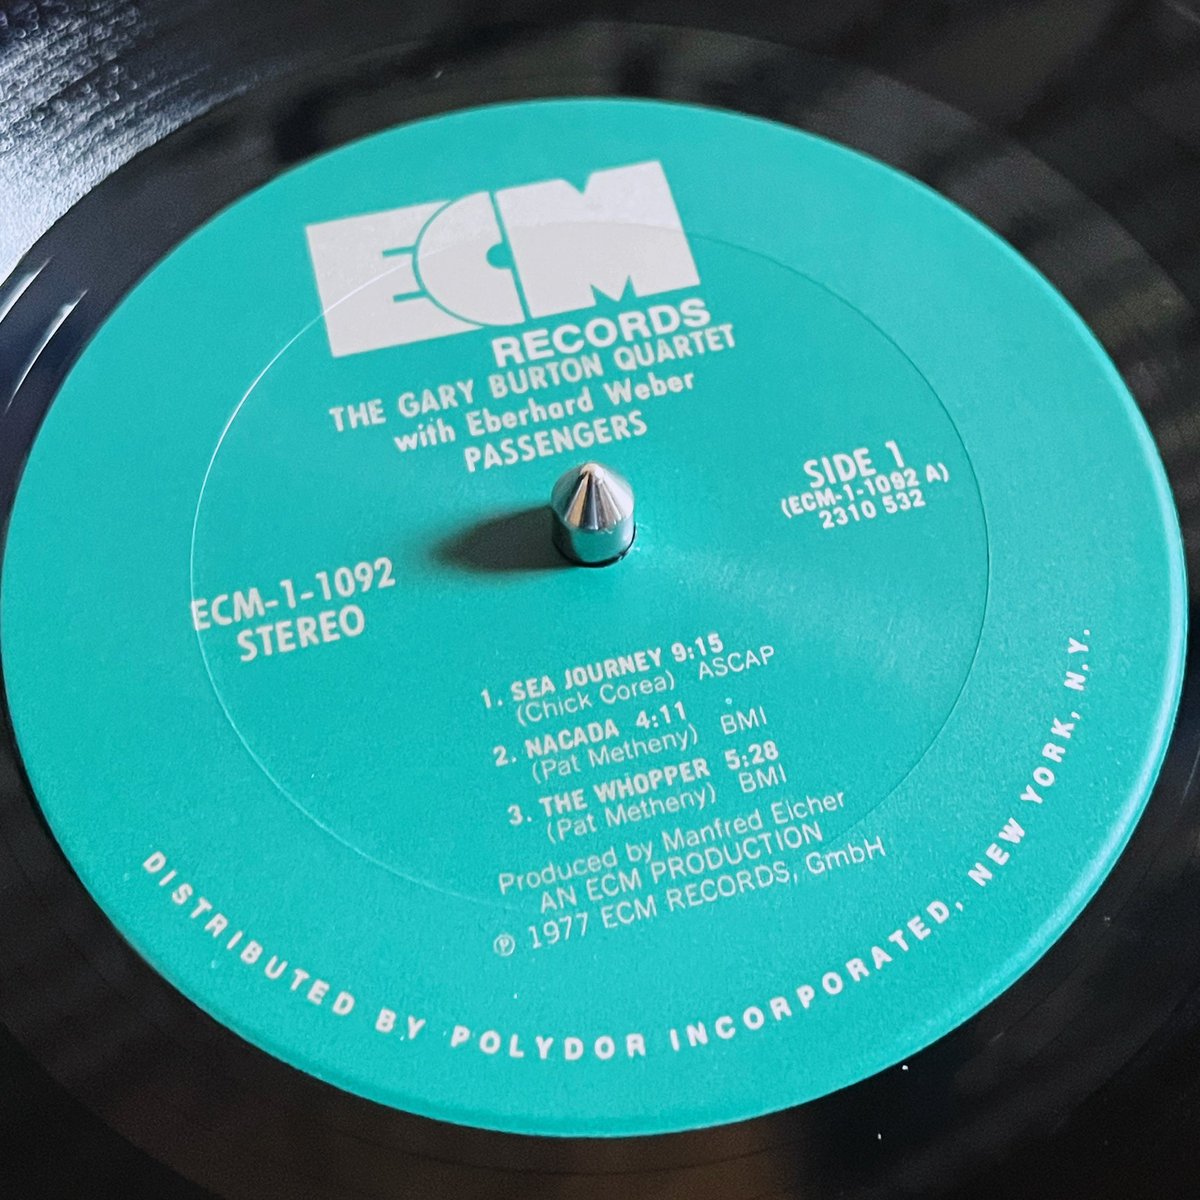 ECM
RECORDS
THE GARY BURTON QUARTET
with Eberhard Weber
PASSENGERS
SIDE 1
(ECM-1-1092 A)
2310 532
ECM-1-1092
STEREO
1. SEA JOURNEY 9:15
(Chick Corea) ASCAP
2. NACADA 4:11
(Pat Metheny) BMI
3. THE WHOPPER 5:28
(Pat Metheny) BMI
Produced by Manfred Eicher
AN ECM PRODUCTION
℗ 1977 ECM RECORDS, GmbH
DISTRIBUTED BY POLYDOR INCORPORATED, NEW YORK, N.Y.